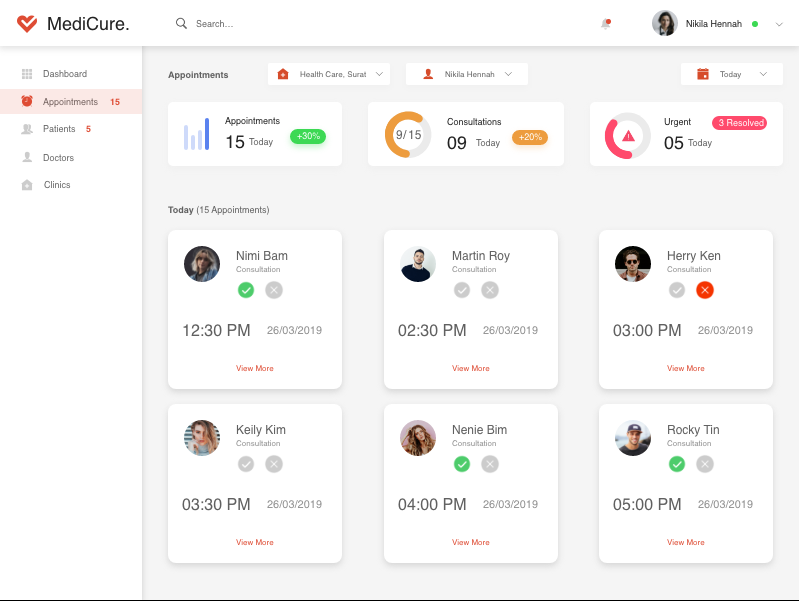 MediCure.
Search...
Nikila Hennah
Dashboard
Appointments 15
Patients 5
Doctors
Clinics
Appointments
Health Care, Surat
Nikila Hennah
Today
Appointments
15 Today
+30%
9/15
Consultations
09 Today
+20%
Urgent
3 Resolved
05 Today
Today (15 Appointments)
Nimi Bam
Consultation
12:30 PM 26/03/2019
View More
Martin Roy
Consultation
02:30 PM 26/03/2019
View More
Herry Ken
Consultation
03:00 PM 26/03/2019
View More
Keily Kim
Consultation
03:30 PM 26/03/2019
View More
Nenie Bim
Consultation
04:00 PM 26/03/2019
View More
Rocky Tin
Consultation
05:00 PM 26/03/2019
View More